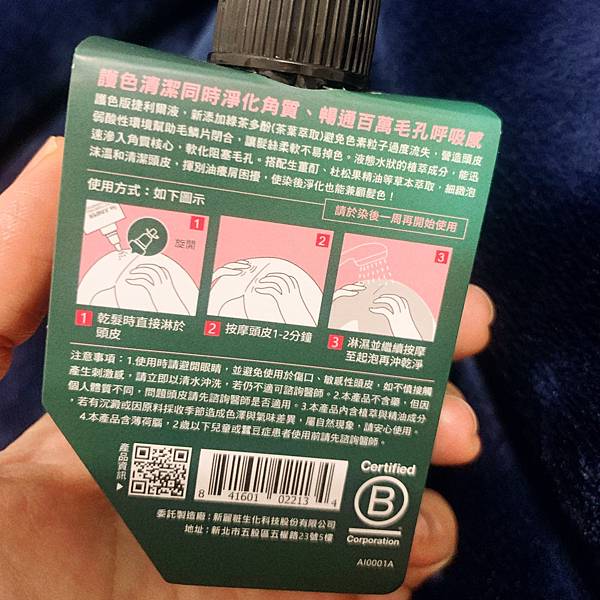 護色清潔同時淨化角質、暢通百萬毛孔呼吸感
護色版捷利爾液，新添加綠茶多酚(茶葉萃取)避免色素粒子過度流失，營造頭皮
弱酸性環境幫助毛鱗片閉合，讓髮絲柔軟不易掉色。液態水狀的植萃成分，能迅
速滲入角質核心、軟化阻塞毛孔。搭配生薑酊、杜松果精油等草本萃取，細緻泡
沫溫和清潔頭皮，揮別油癢屑困擾，使染後淨化也能兼顧髮色！
使用方式：如下圖示
請於染後一周再開始使用
1
旋開
2
3
1 乾髮時直接淋於
頭皮
2 按摩頭皮1-2分鐘
3 淋濕並繼續按摩
至起泡再沖乾淨
注意事項：1.使用時請避開眼睛，並避免使用於傷口、敏感性頭皮，如不慎接觸
產生刺激感，請立即以清水沖洗，若仍不適可諮詢醫師。2.本產品不含藥，但因
個人體質不同，問題頭皮請先諮詢醫師是否適用。3.本產品內含植萃與精油成分
，若有沉澱或因原料採收季節造成色澤與氣味差異，屬自然現象，請安心使用。
4.本產品含薄荷腦，2歲以下兒童或蠶豆症患者使用前請先諮詢醫師。
產品資訊
8 41601 02213 4
委託製造廠：新麗粧生化科技股份有限公司
地址：新北市五股區五權路23號5樓
Certified
B
Corporation
AI0001A